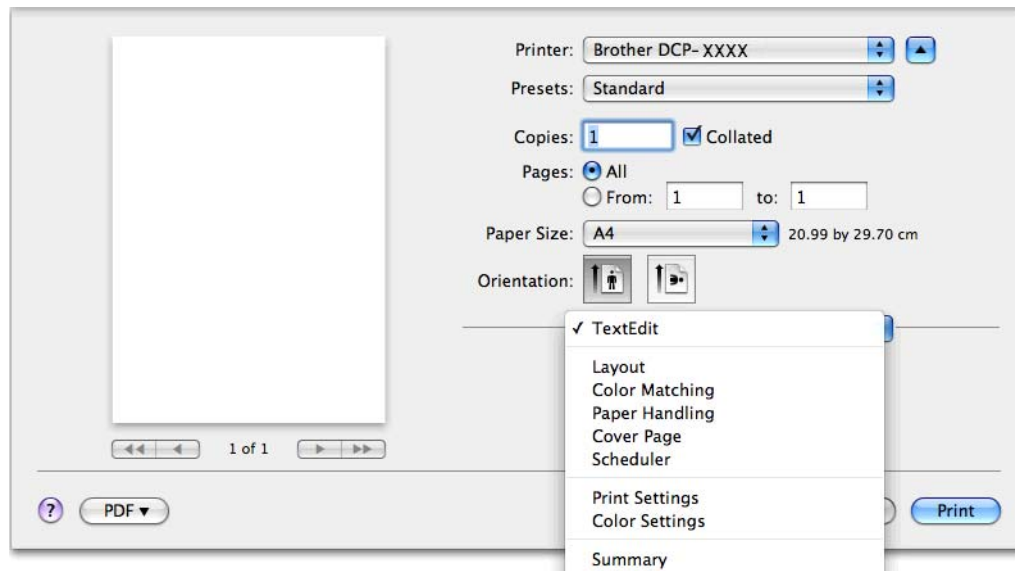 Printer: Brother DCP- XXXX
Presets: Standard
Copies: 1 Collated
Pages: All
From: 1 to: 1
Paper Size: A4 20.99 by 29.70 cm
Orientation:
✓ TextEdit
Layout
Color Matching
Paper Handling
Cover Page
Scheduler
Print Settings
Color Settings
Summary
1 of 1
? PDF ▼ Print